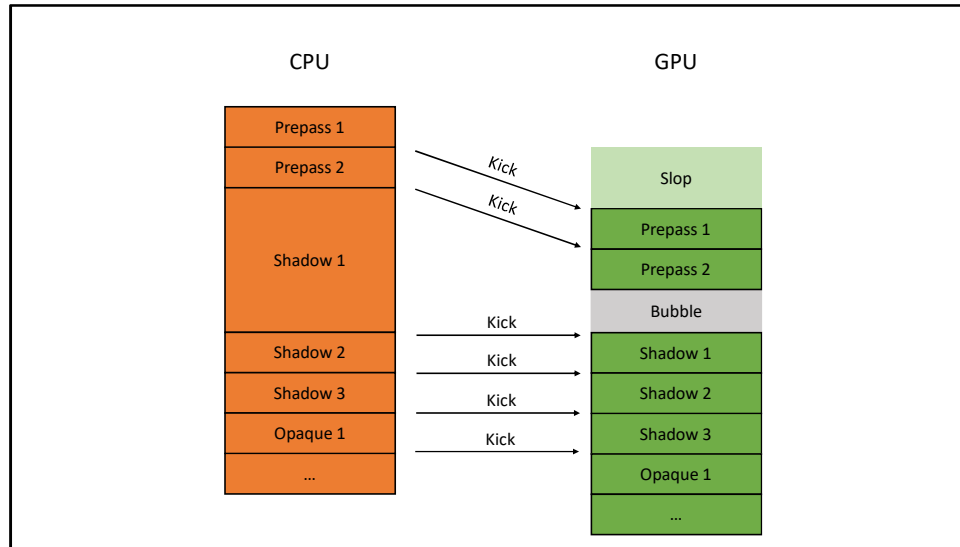 CPU
GPU
Prepass 1
Prepass 2
Shadow 1
Shadow 2
Shadow 3
Opaque 1
...
Kick
Kick
Kick
Kick
Kick
Kick
Slop
Prepass 1
Prepass 2
Bubble
Shadow 1
Shadow 2
Shadow 3
Opaque 1
...